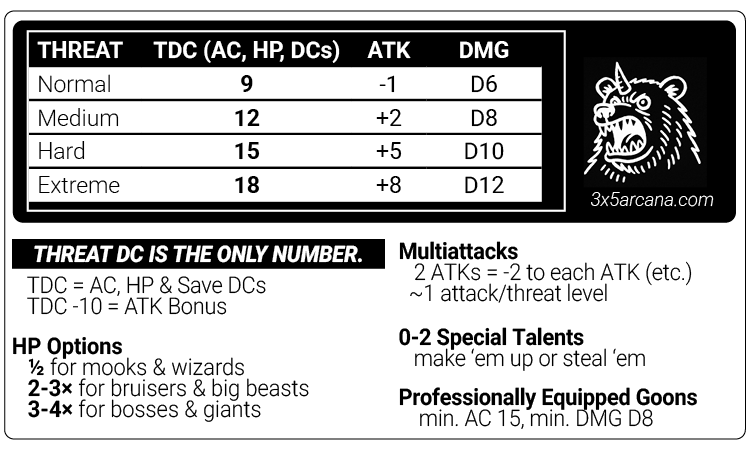 THREAT TDC (AC, HP, DCs) ATK DMG
Normal 9 -1 D6
Medium 12 +2 D8
Hard 15 +5 D10
Extreme 18 +8 D12
3x5arcana.com
THREAT DC IS THE ONLY NUMBER.
TDC = AC, HP & Save DCs
TDC -10 = ATK Bonus
HP Options
½ for mooks & wizards
2-3× for bruisers & big beasts
3-4× for bosses & giants
Multiattacks
2 ATKs = -2 to each ATK (etc.)
~1 attack/threat level
0-2 Special Talents
make ‘em up or steal ‘em
Professionally Equipped Goons
min. AC 15, min. DMG D8